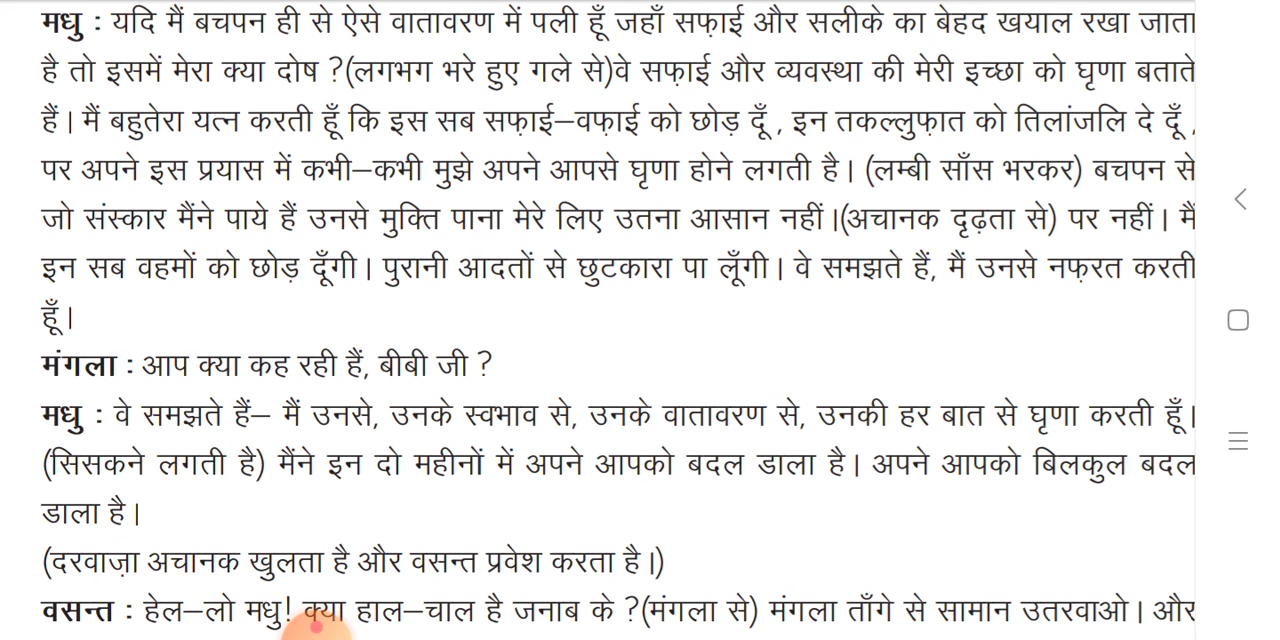 मधु : यदि मैं बचपन ही से ऐसे वातावरण में पली हूँ जहाँ सफ़ाई और सलीके का बेहद खयाल रखा जाता
है तो इसमें मेरा क्या दोष ?(लगभग भरे हुए गले से)वे सफ़ाई और व्यवस्था की मेरी इच्छा को घृणा बताते
हैं। मैं बहुतेरा यत्न करती हूँ कि इस सब सफ़ाई–वफ़ाई को छोड़ दूँ , इन तकल्लुफ़ात को तिलांजलि दे दूँ ,
पर अपने इस प्रयास में कभी–कभी मुझे अपने आपसे घृणा होने लगती है। (लम्बी साँस भरकर) बचपन से
जो संस्कार मैंने पाये हैं उनसे मुक्ति पाना मेरे लिए उतना आसान नहीं।(अचानक दृढ़ता से) पर नहीं। मैं
इन सब वहमों को छोड़ दूँगी। पुरानी आदतों से छुटकारा पा लूँगी। वे समझते हैं, मैं उनसे नफ़रत करती
हूँ।
मंगला : आप क्या कह रही हैं, बीबी जी ?
मधु : वे समझते हैं– मैं उनसे, उनके स्वभाव से, उनके वातावरण से, उनकी हर बात से घृणा करती हूँ।
(सिसकने लगती है) मैंने इन दो महीनों में अपने आपको बदल डाला है। अपने आपको बिलकुल बदल
डाला है।
(दरवाज़ा अचानक खुलता है और वसन्त प्रवेश करता है।)
वसन्त : हेल–लो मधु! क्या हाल–चाल है जनाब के ?(मंगला से) मंगला ताँगे से सामान उतरवाओ। और